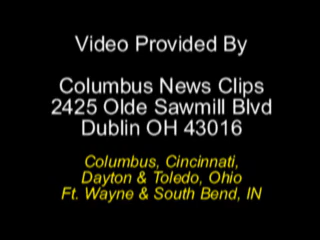 Video Provided By
Columbus News Clips
2425 Olde Sawmill Blvd
Dublin OH 43016
Columbus, Cincinnati,
Dayton & Toledo, Ohio
Ft. Wayne & South Bend, IN